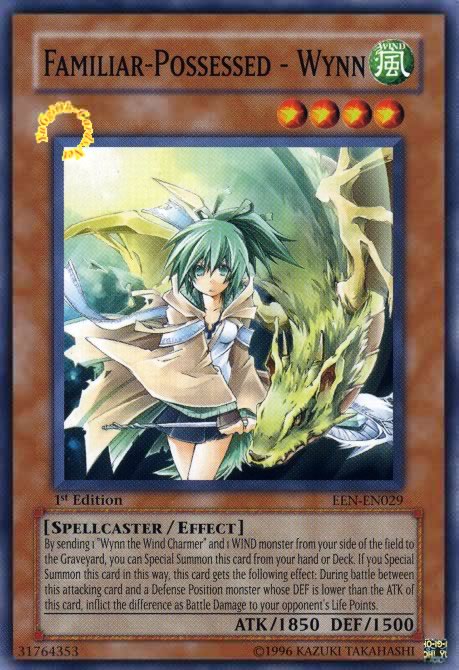 FAMILIAR-POSSESSED - WYNN
WIND
風
1st Edition
EEN-EN029
[SPELLCASTER / EFFECT]
By sending 1 "Wynn the Wind Charmer" and 1 WIND monster from your side of the field to
the Graveyard, you can Special Summon this card from your hand or Deck. If you Special
Summon this card in this way, this card gets the following effect: During battle between
this attacking card and a Defense Position monster whose DEF is lower than the ATK of
this card, inflict the difference as Battle Damage to your opponent's Life Points.
ATK/1850 DEF/1500
31764353
©1996 KAZUKI TAKAHASHI